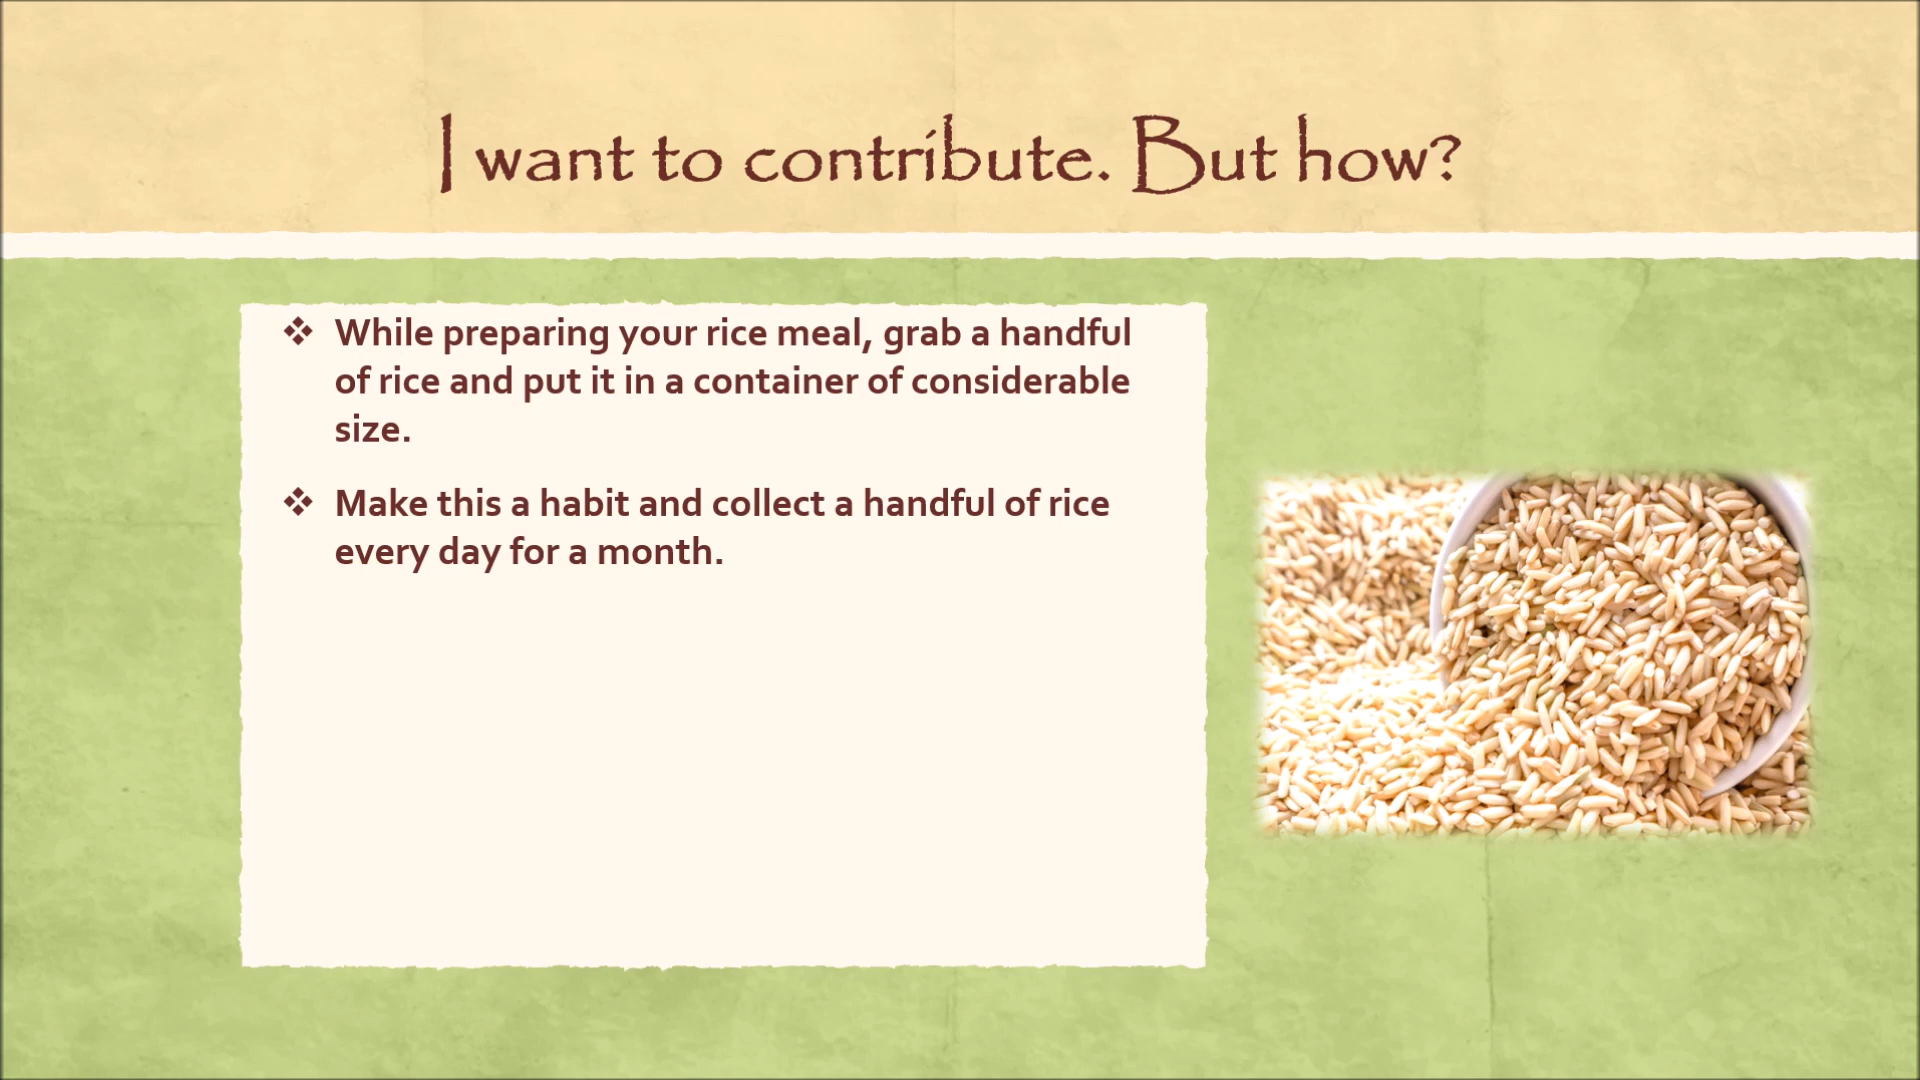 I want to contribute. But how?
❖ While preparing your rice meal, grab a handful
of rice and put it in a container of considerable
size.
❖ Make this a habit and collect a handful of rice
every day for a month.